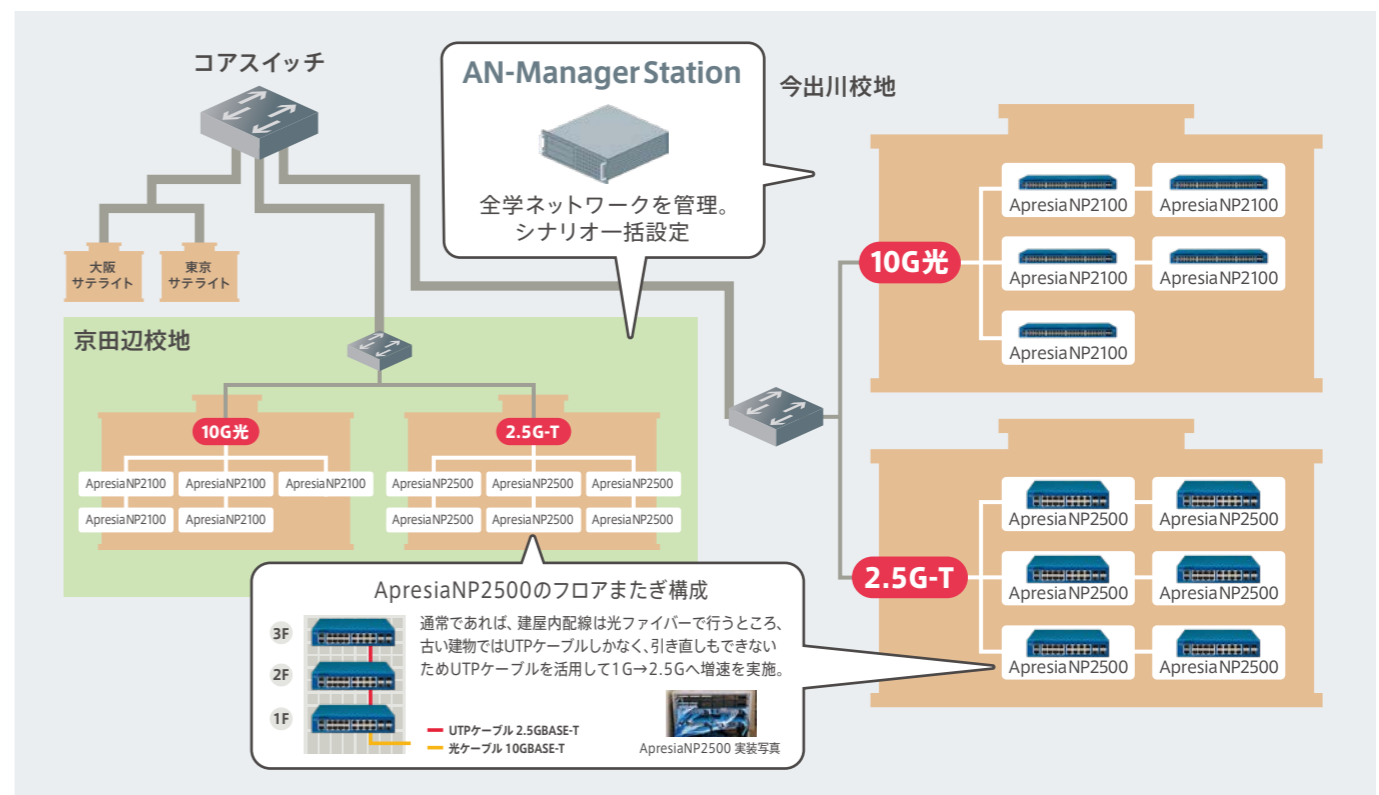 コアスイッチ
AN-Manager Station
全学ネットワークを管理。
シナリオ一括設定
大阪
サテライト
東京
サテライト
京田辺校地
10G光
ApresiaNP2100
ApresiaNP2100
ApresiaNP2100
ApresiaNP2100
ApresiaNP2100
2.5G-T
ApresiaNP2500
ApresiaNP2500
ApresiaNP2500
ApresiaNP2500
ApresiaNP2500
ApresiaNP2500
今出川校地
10G光
ApresiaNP2100
ApresiaNP2100
ApresiaNP2100
ApresiaNP2100
ApresiaNP2100
2.5G-T
ApresiaNP2500
ApresiaNP2500
ApresiaNP2500
ApresiaNP2500
ApresiaNP2500
ApresiaNP2500
ApresiaNP2500のフロアまたぎ構成
3F
2F
1F
通常であれば、建屋内配線は光ファイバーで行うところ、
古い建物ではUTPケーブルしかなく、引き直しもできない
ためUTPケーブルを活用して1G→2.5Gへ増速を実施。
UTPケーブル 2.5GBASE-T
光ケーブル 10GBASE-T
ApresiaNP2500 実装写真